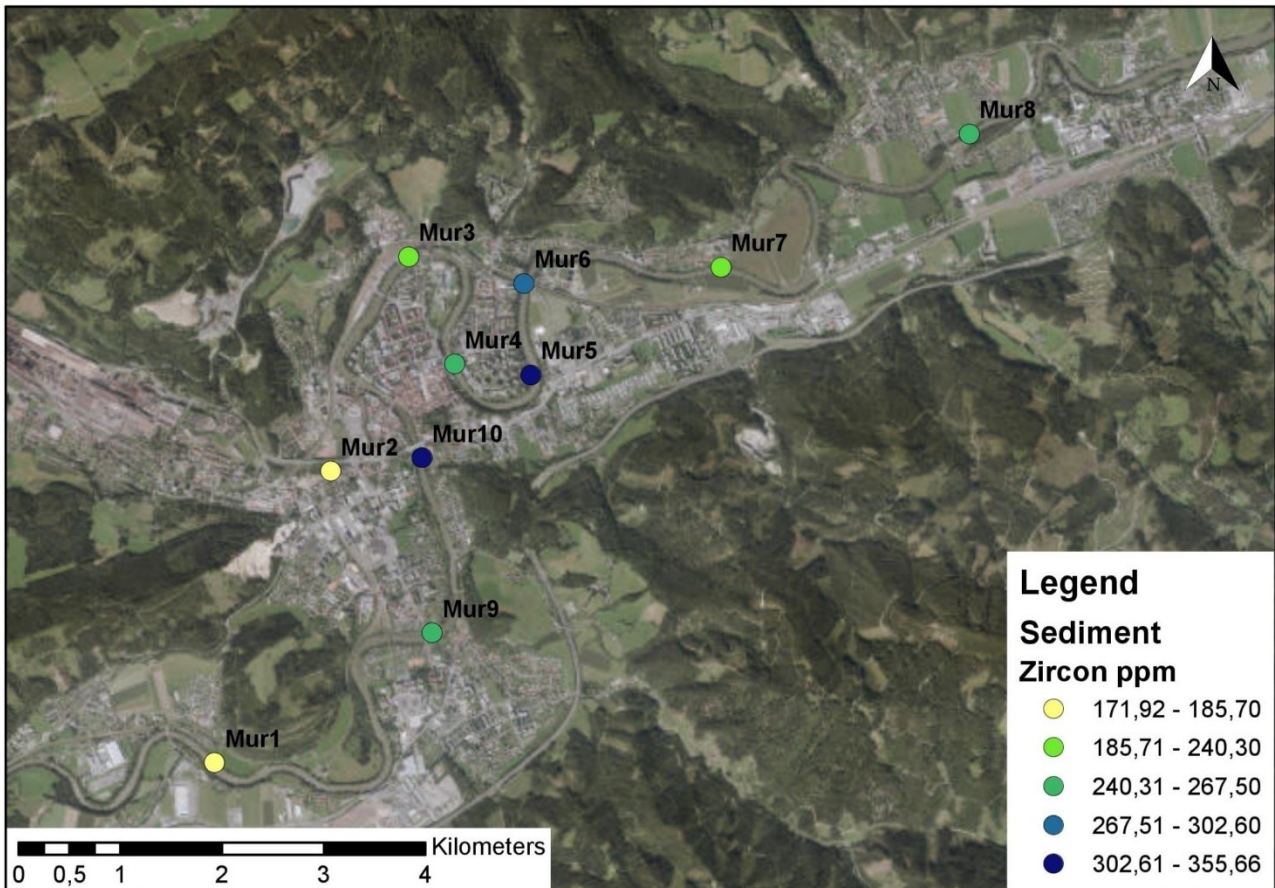 N
Mur8
Mur3
Mur7
Mur6
Mur4
Mur5
Mur10
Mur2
Mur9
Mur1
Legend
Sediment
Zircon ppm
171,92 - 185,70
185,71 - 240,30
240,31 - 267,50
267,51 - 302,60
302,61 - 355,66
Kilometers
0 0,5 1 2 3 4